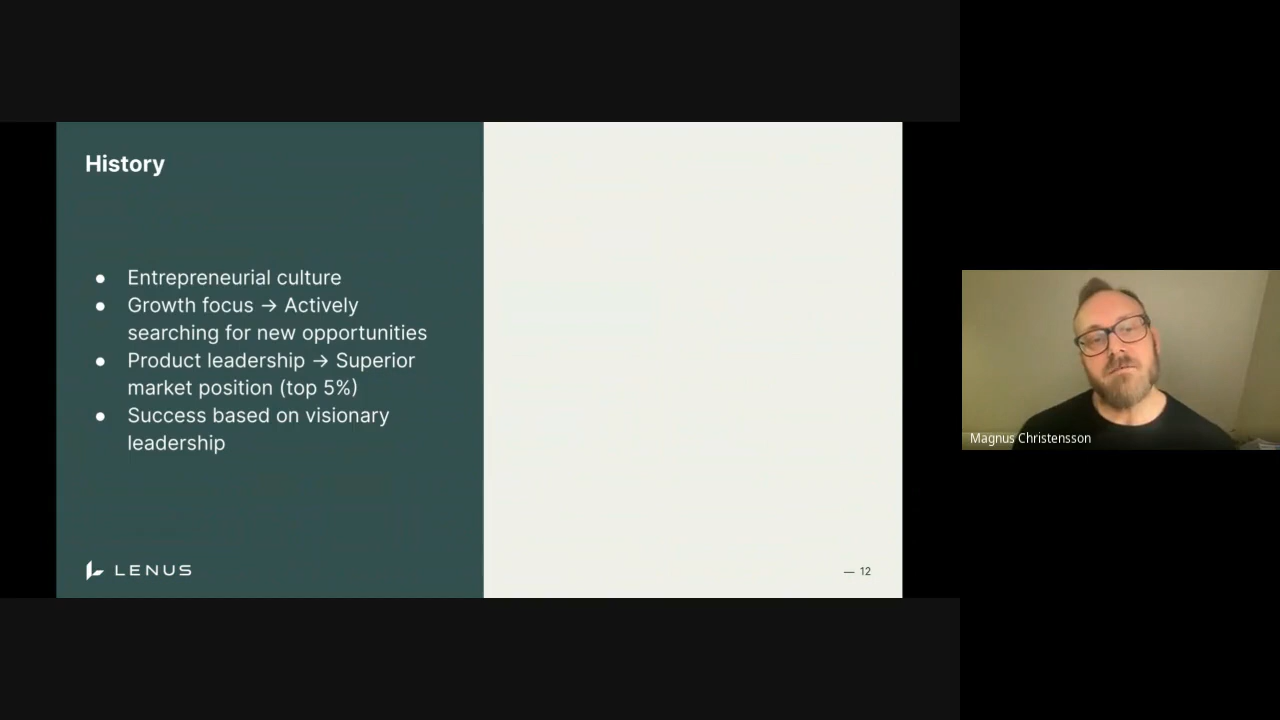 History
● Entrepreneurial culture
● Growth focus → Actively
searching for new opportunities
● Product leadership → Superior
market position (top 5%)
● Success based on visionary
leadership
LENUS
— 12
Magnus Christensson